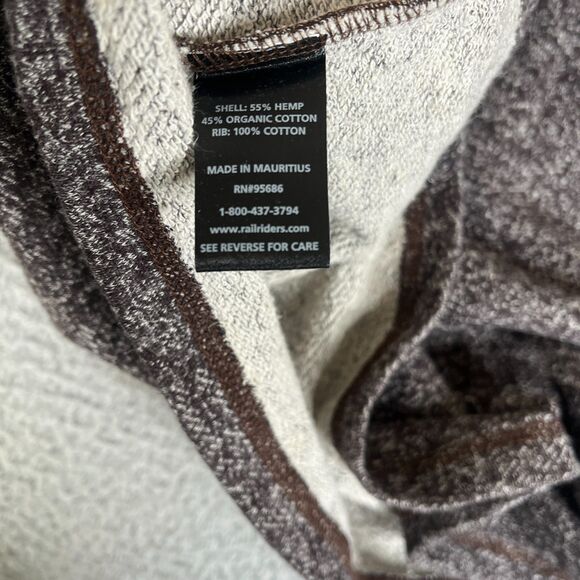 SHELL: 55% HEMP
45% ORGANIC COTTON
RIB: 100% COTTON
MADE IN MAURITIUS
RN#95686
1-800-437-3794
www.railriders.com
SEE REVERSE FOR CARE